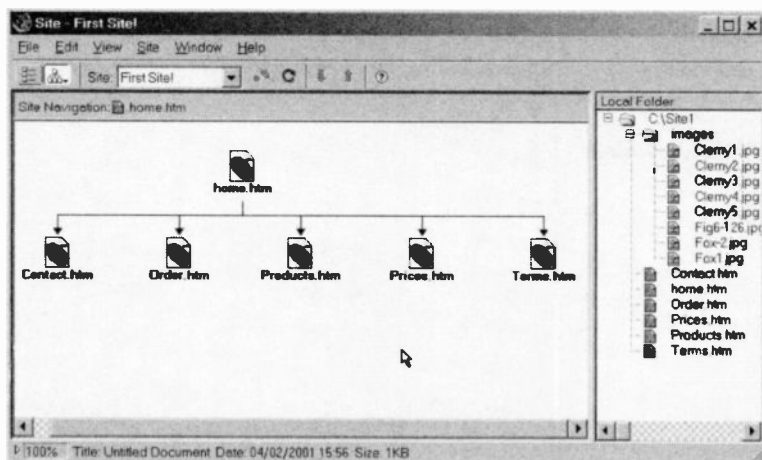 Site - First Site!
File Edit View Site Window Help
Site: First Site!
Site Navigation: home.htm
home.htm
Contact.htm Order.htm Products.htm Prices.htm Terms.htm
Local Folder
C:\Site1
images
Clemy1.jpg
Clemy2.jpg
Clemy3.jpg
Clemy4.jpg
Clemy5.jpg
Fig6-126.jpg
Fox-2.jpg
Fox1.jpg
Contact.htm
home.htm
Order.htm
Prices.htm
Products.htm
Terms.htm
100% Title: Untitled Document Date: 04/02/2001 15:56 Size: 1KB